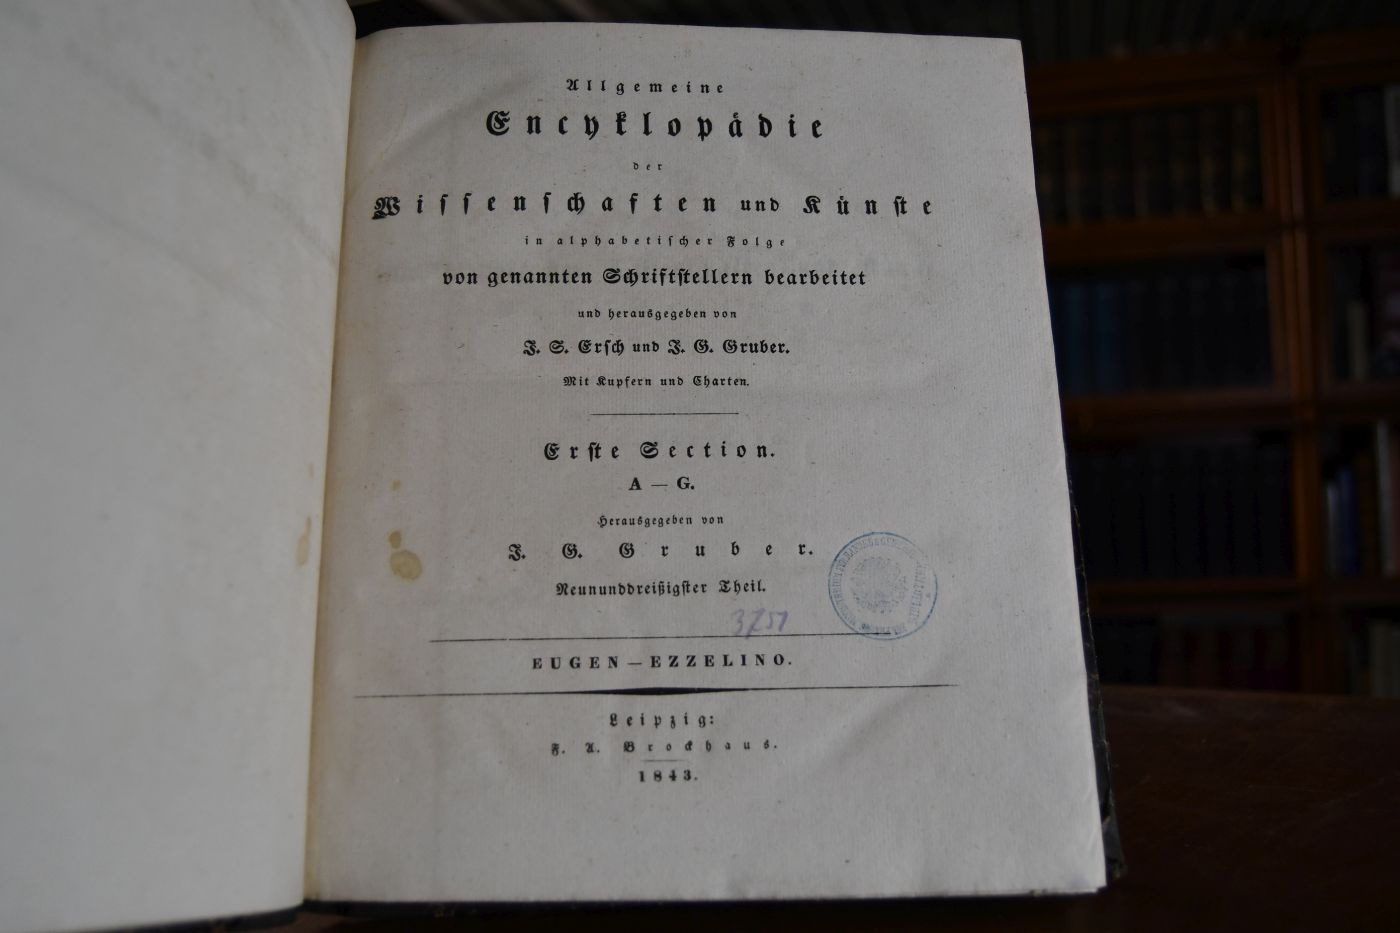 Allgemeine
Encyklopädie
der
Wissenschaften und Künste
in alphabetischer Folge
von genannten Schriftstellern bearbeitet
und herausgegeben von
J. S. Ersch und J. G. Gruber.
Mit Kupfern und Charten.
Erste Section.
A — G.
Herausgegeben von
J. G. Gruber.
Neununddreißigster Theil.
3751
EUGEN — EZZELINO.
Leipzig:
F. A. Brockhaus.
1843.